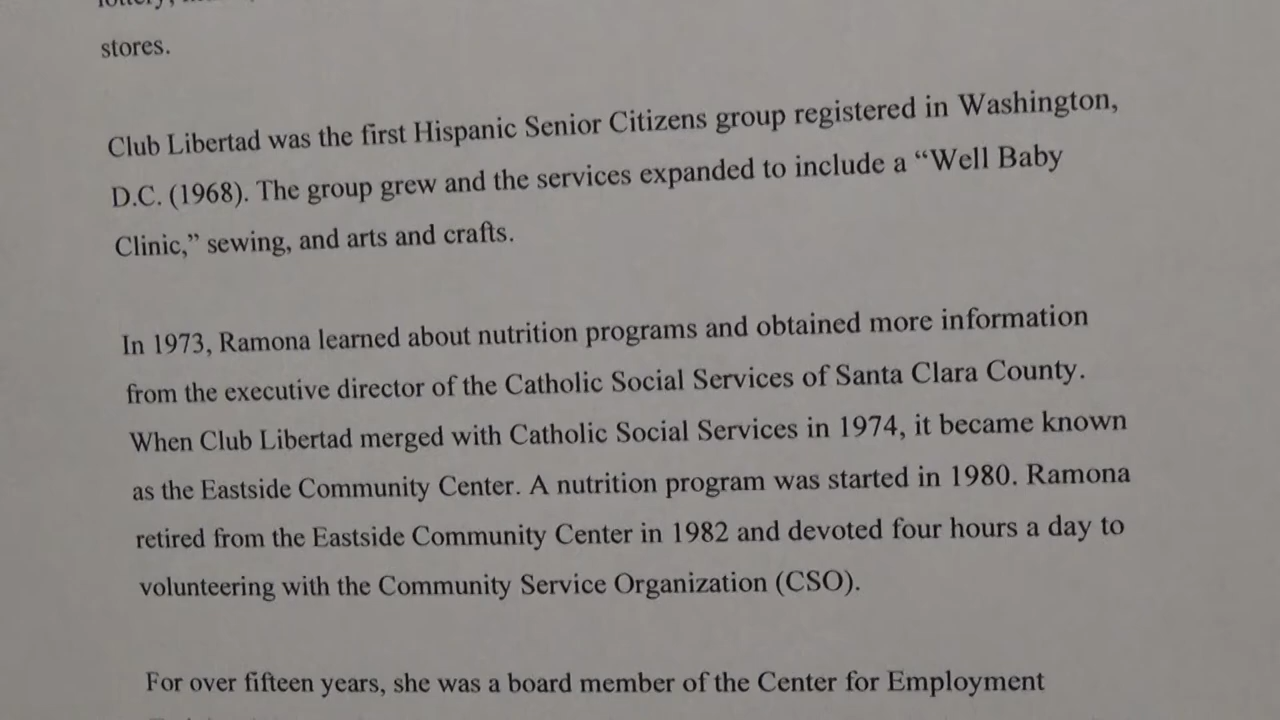 stores.
Club Libertad was the first Hispanic Senior Citizens group registered in Washington,
D.C. (1968). The group grew and the services expanded to include a “Well Baby
Clinic,” sewing, and arts and crafts.
In 1973, Ramona learned about nutrition programs and obtained more information
from the executive director of the Catholic Social Services of Santa Clara County.
When Club Libertad merged with Catholic Social Services in 1974, it became known
as the Eastside Community Center. A nutrition program was started in 1980. Ramona
retired from the Eastside Community Center in 1982 and devoted four hours a day to
volunteering with the Community Service Organization (CSO).
For over fifteen years, she was a board member of the Center for Employment